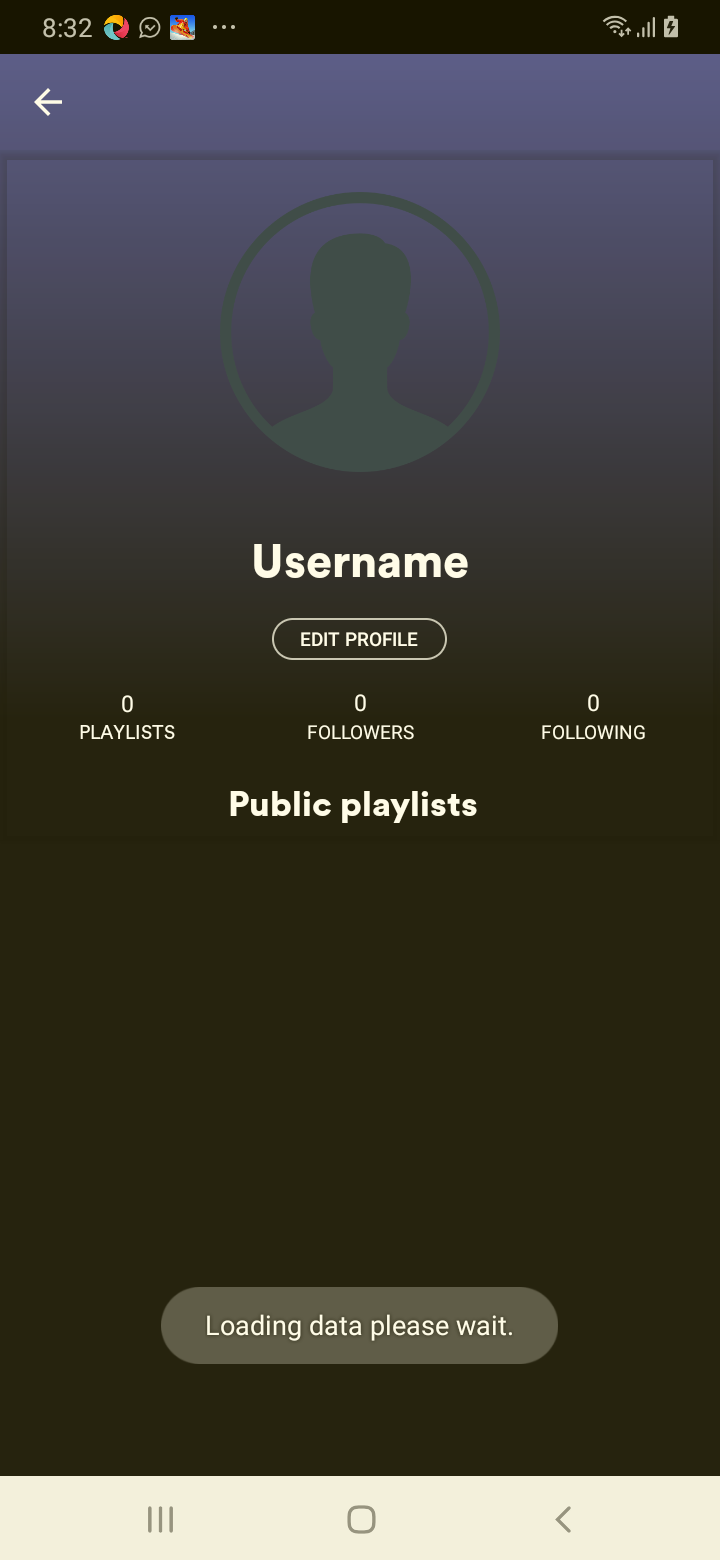 8:32
Username
EDIT PROFILE
0 0 0
PLAYLISTS FOLLOWERS FOLLOWING
Public playlists
Loading data please wait.